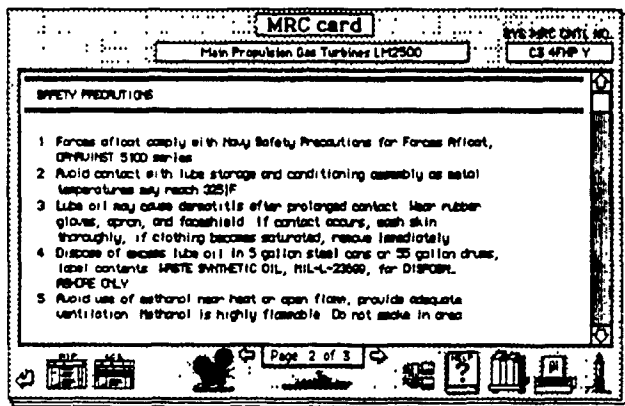 MRC card
SYS MRC CNTL NO.
Main Propulsion Gas Turbines LM2500
C3 4FHP Y
SAFETY PRECAUTIONS
1 Forces afloat comply with Navy Safety Precautions for Forces Afloat,
OPNAVINST 5100 series
2 Avoid contact with lube storage and conditioning assembly as metal
temperatures may reach 325|F
3 Lube oil may cause dermatitis after prolonged contact Wear rubber
gloves, apron, and faceshield If contact occurs, wash skin
thoroughly, if clothing becomes saturated, remove immediately
4 Dispose of excess lube oil in 5 gallon steel cans or 55 gallon drums,
label contents WASTE SYNTHETIC OIL, MIL-L-23699, for DISPOSAL
ASHORE ONLY
5 Avoid use of methanol near heat or open flame, provide adequate
ventilation Methanol is highly flammable Do not smoke in area
Page 2 of 3
HELP
?